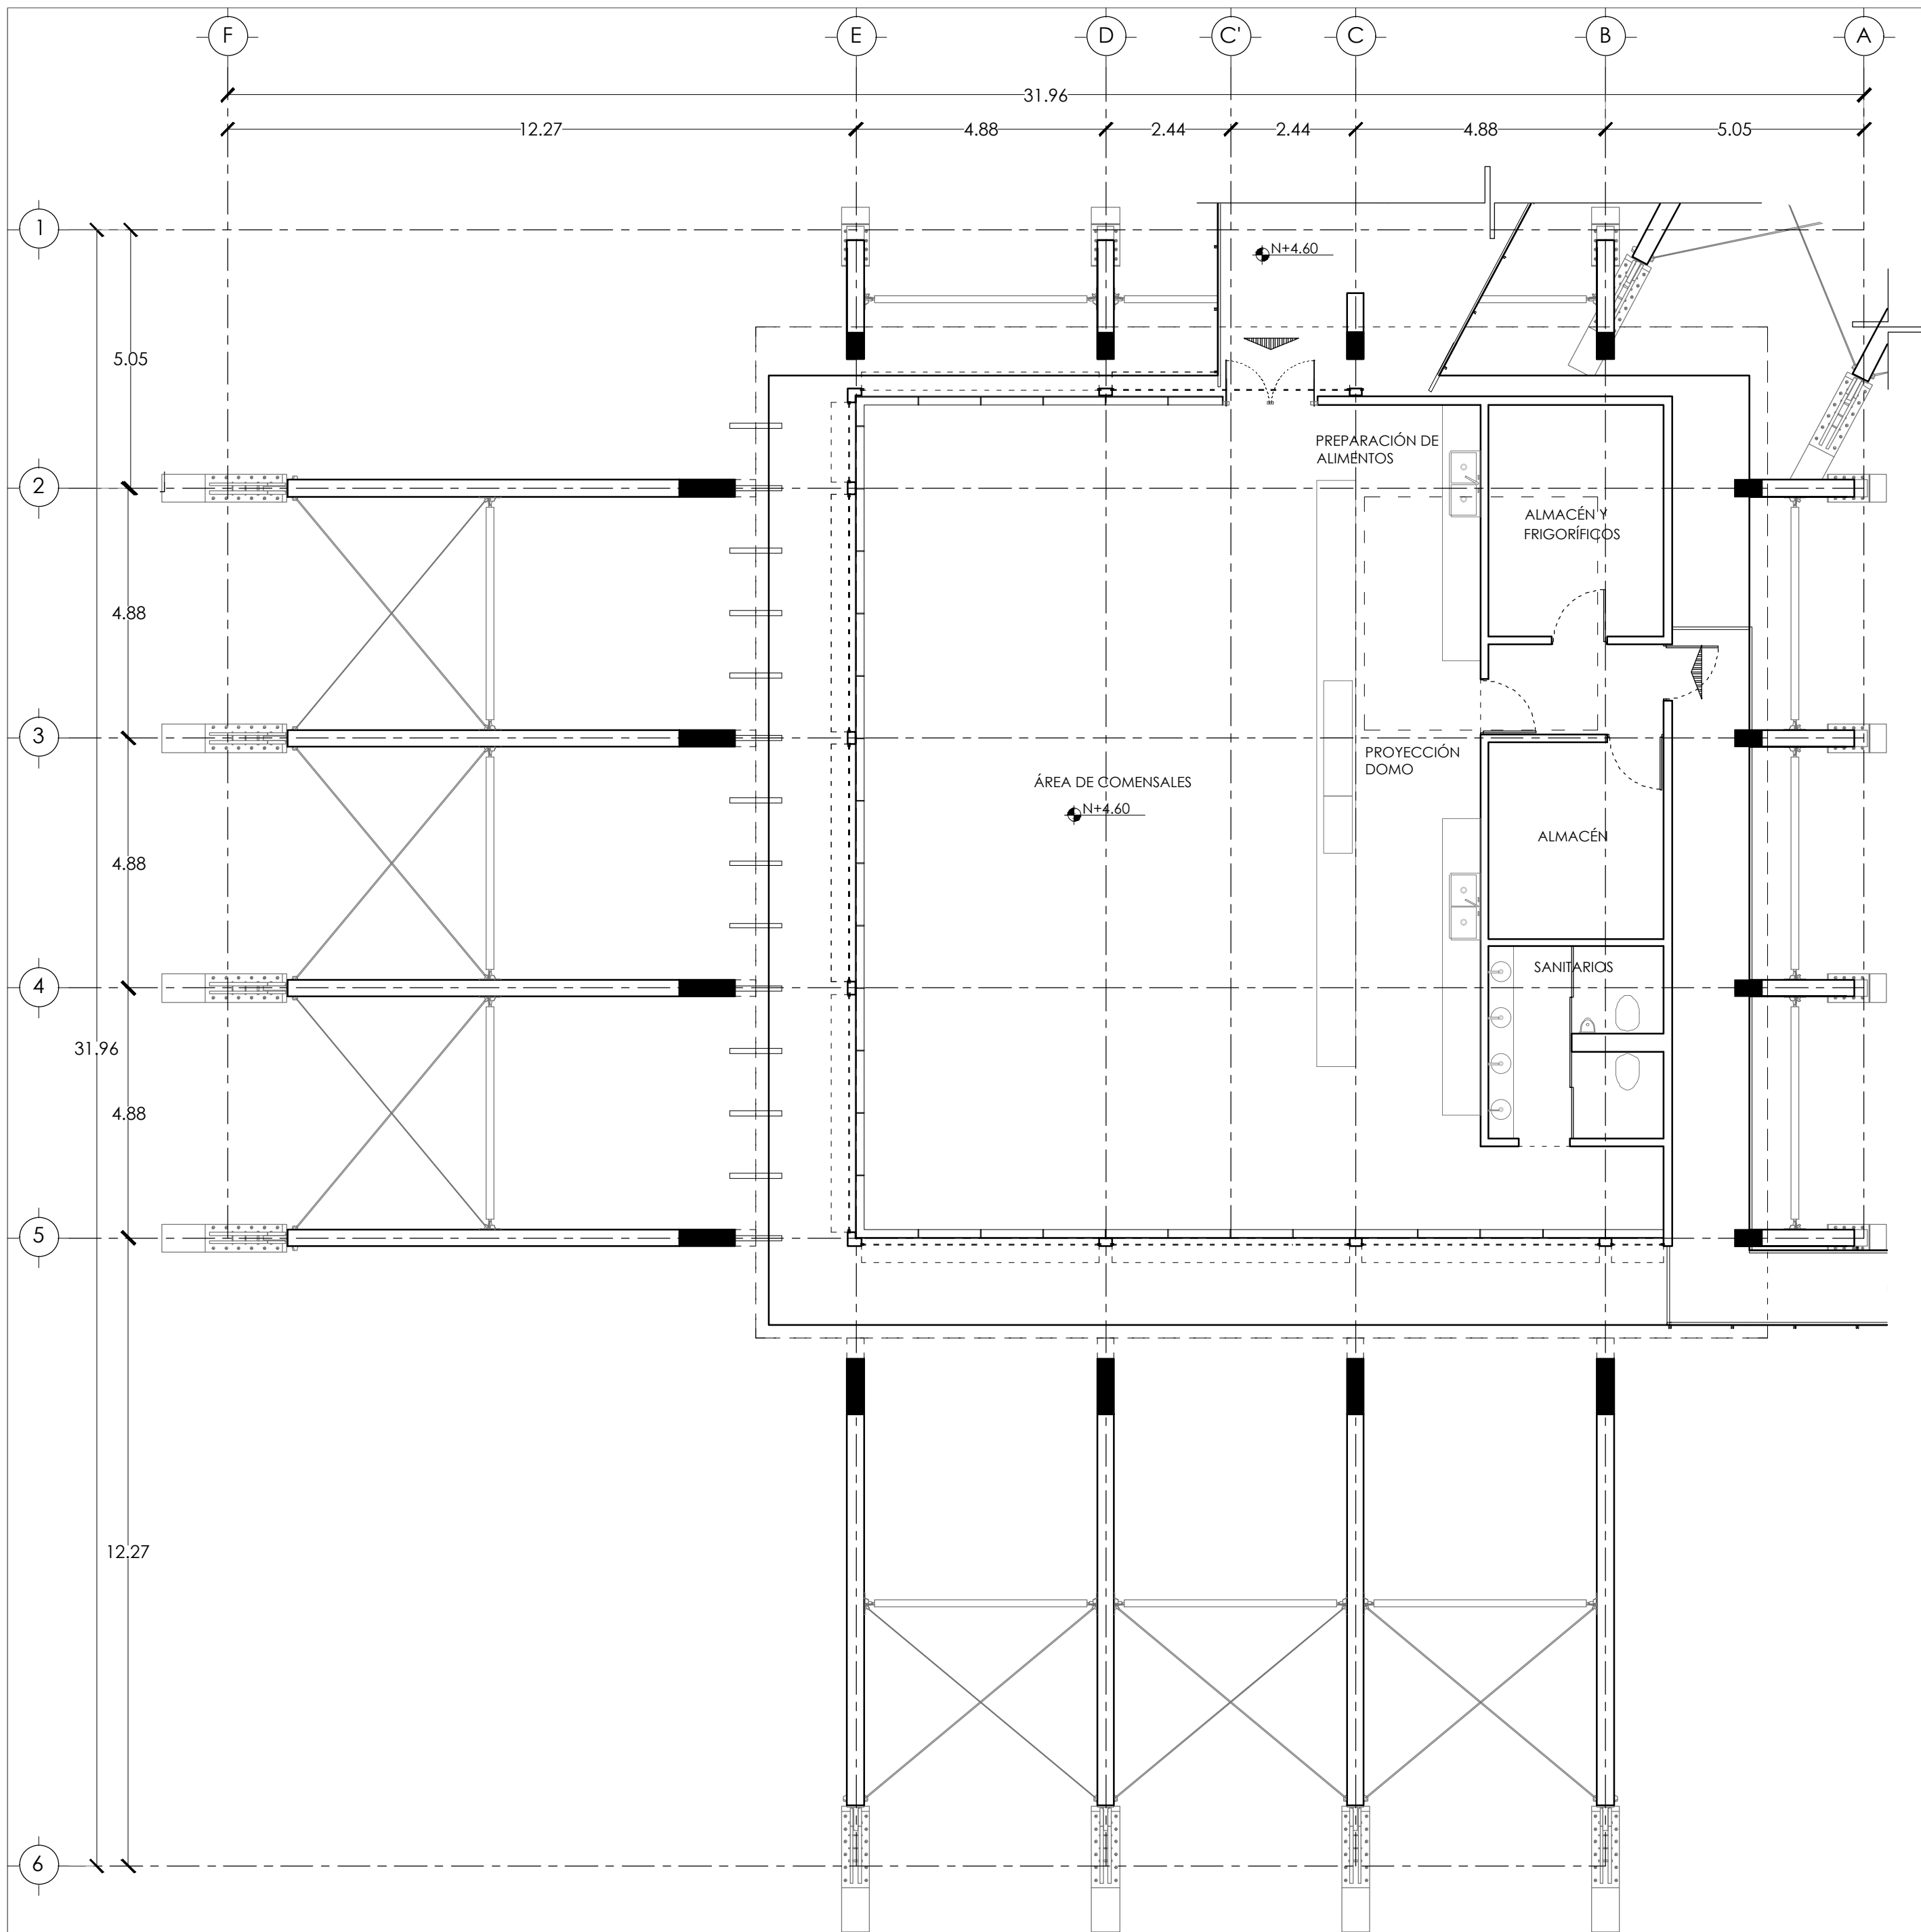 F
E
D
C'
C
B
A
31.96
12.27
4.88
2.44
2.44
4.88
5.05
1
N+4.60
5.05
PREPARACIÓN DE
ALIMENTOS
2
ALMACÉN Y
FRIGORÍFICOS
4.88
3
PROYECCIÓN
DOMO
ÁREA DE COMENSALES
N+4.60
ALMACÉN
4.88
SANITARIOS
4
31.96
4.88
5
12.27
6